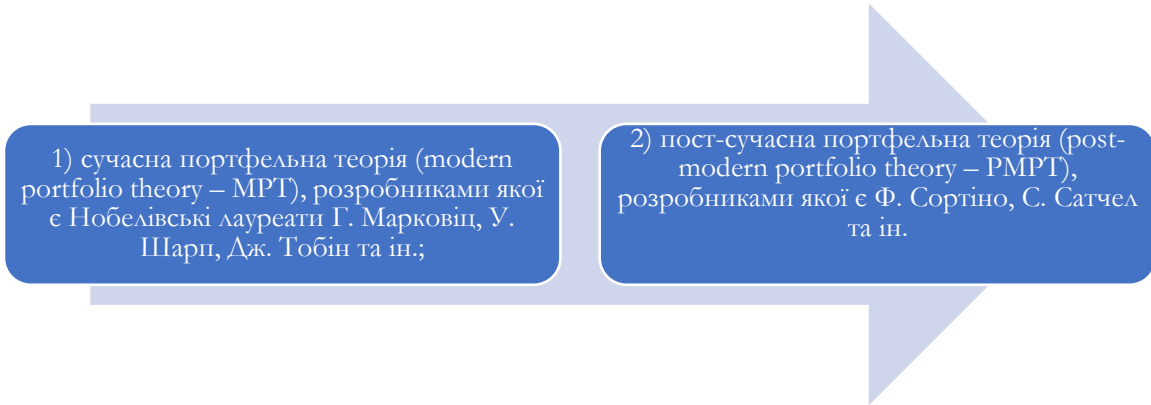 1) сучасна портфельна теорія (modern
portfolio theory – MPT), розробниками якої
є Нобелівські лауреати Г. Марковіц, У.
Шарп, Дж. Тобін та ін.;
2) пост-сучасна портфельна теорія (post-
modern portfolio theory – PMPT),
розробниками якої є Ф. Сортіно, С. Сатчел
та ін.